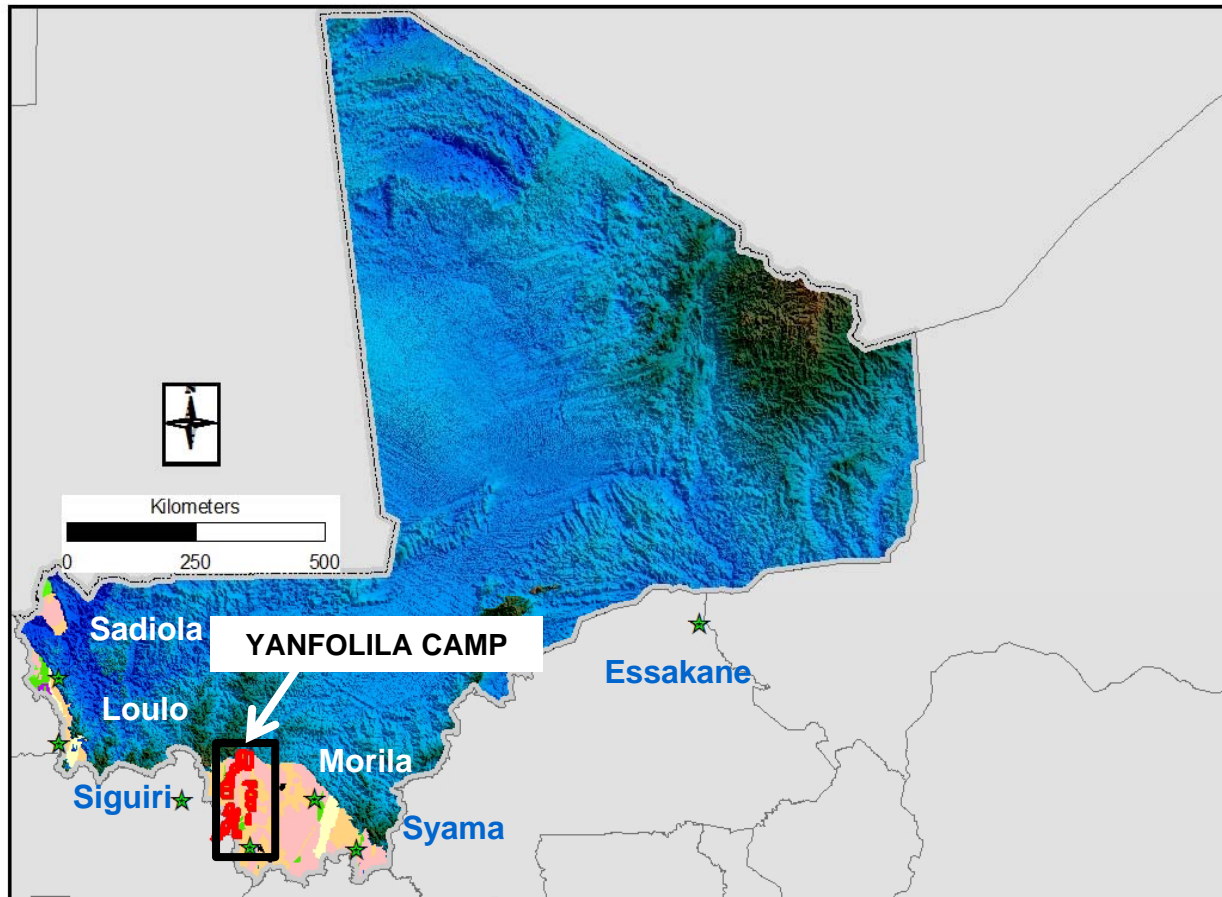 N
Kilometers
0 250 500
Sadiola
YANFOLILA CAMP
Essakane
Loulo
Morila
Siguiri
Syama